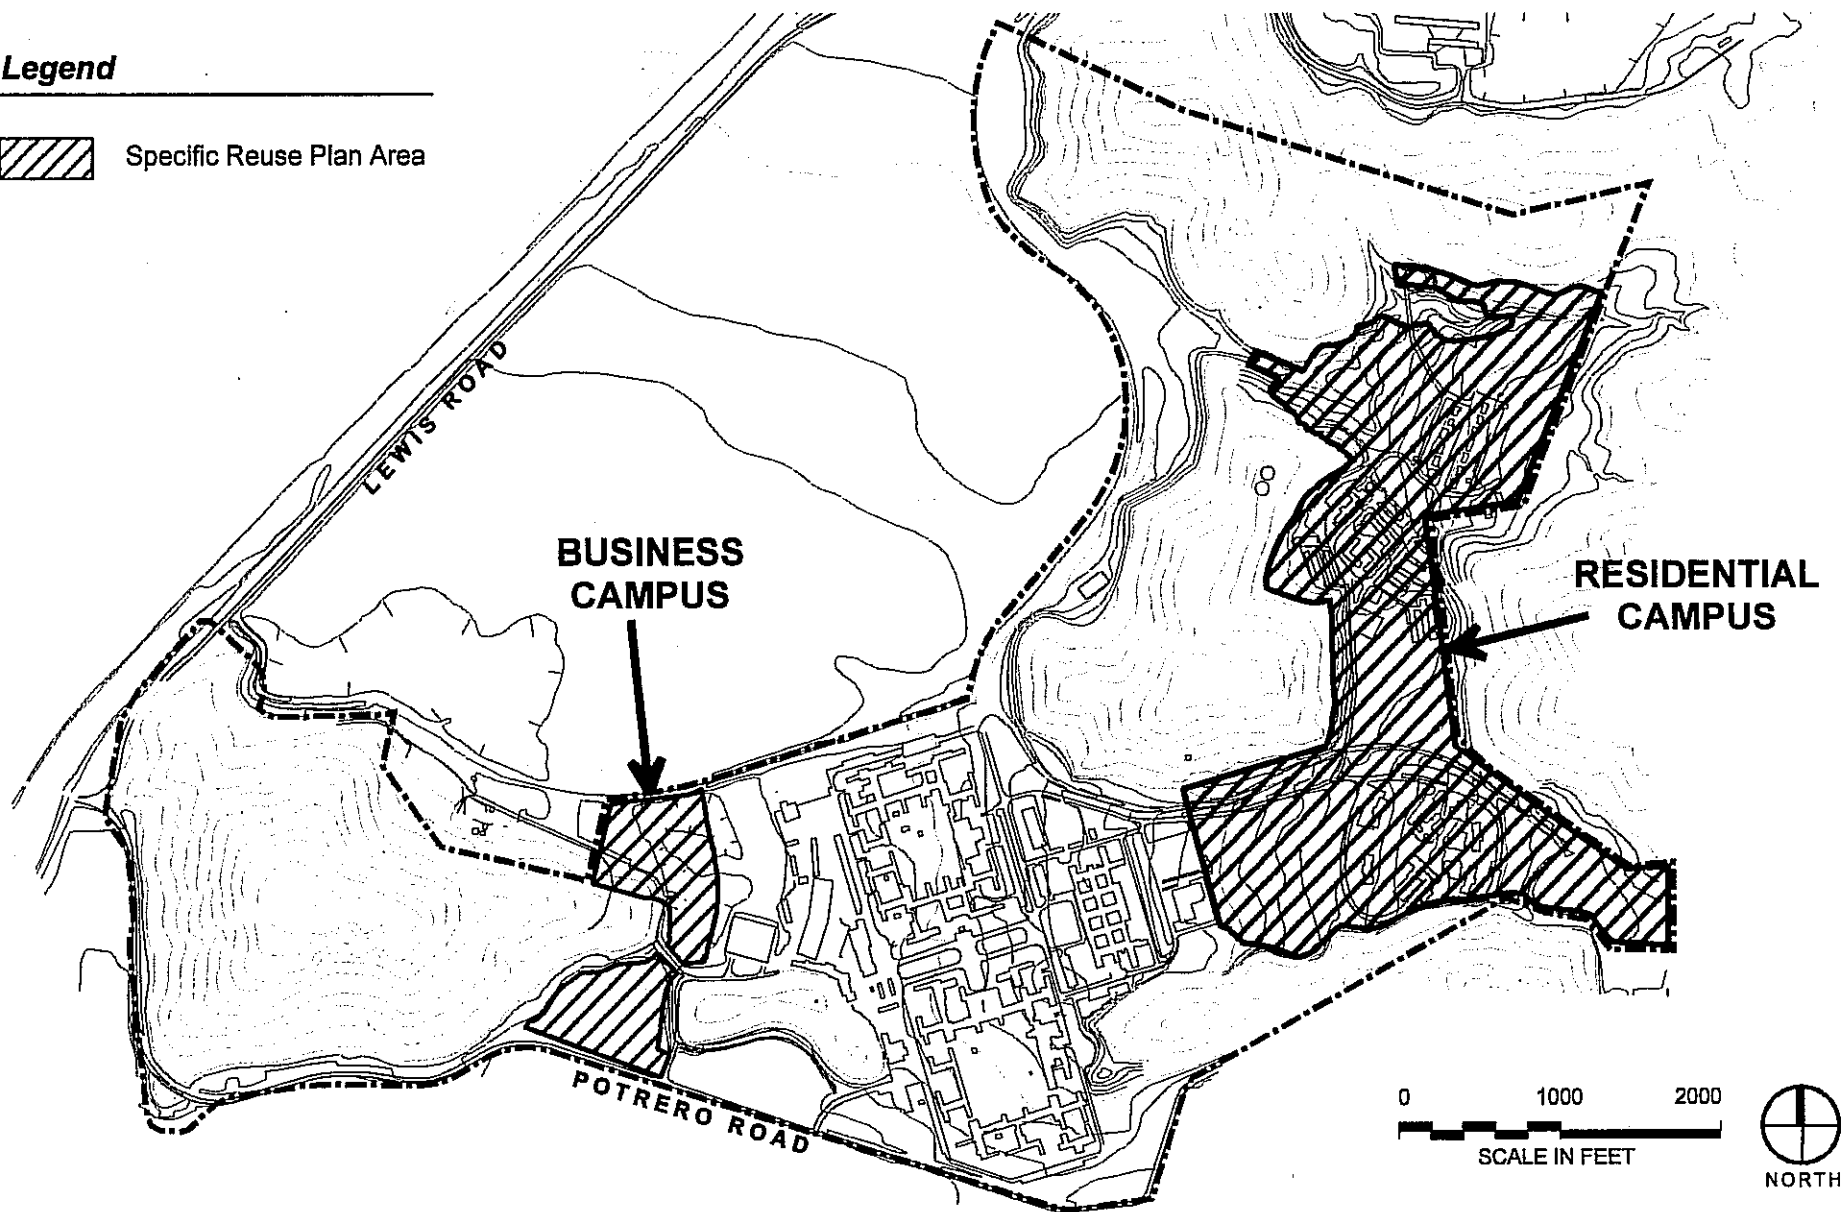 Legend
Specific Reuse Plan Area
LEWIS ROAD
BUSINESS
CAMPUS
RESIDENTIAL
CAMPUS
POTRERO ROAD
0 1000 2000
SCALE IN FEET
NORTH